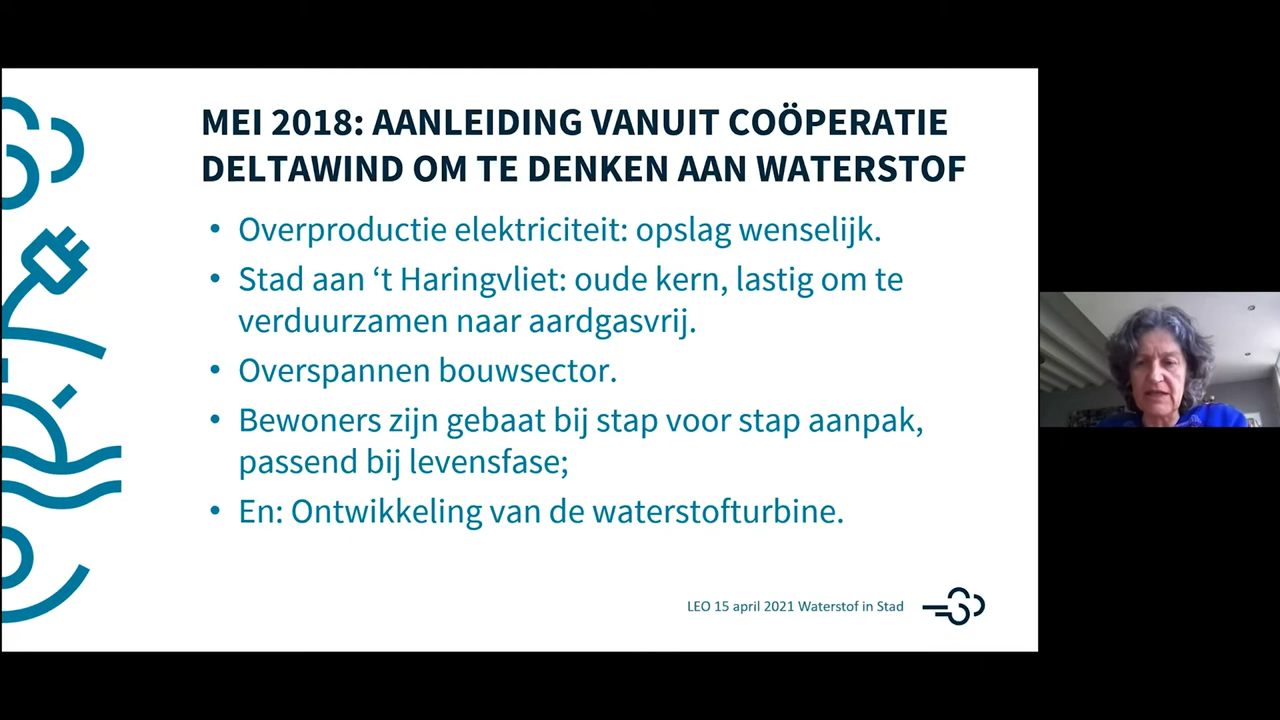 MEI 2018: AANLEIDING VANUIT COÖPERATIE
DELTAWIND OM TE DENKEN AAN WATERSTOF
• Overproductie elektriciteit: opslag wenselijk.
• Stad aan ‘t Haringvliet: oude kern, lastig om te
verduurzamen naar aardgasvrij.
• Overspannen bouwsector.
• Bewoners zijn gebaat bij stap voor stap aanpak,
passend bij levensfase;
• En: Ontwikkeling van de waterstofturbine.
LEO 15 april 2021 Waterstof in Stad